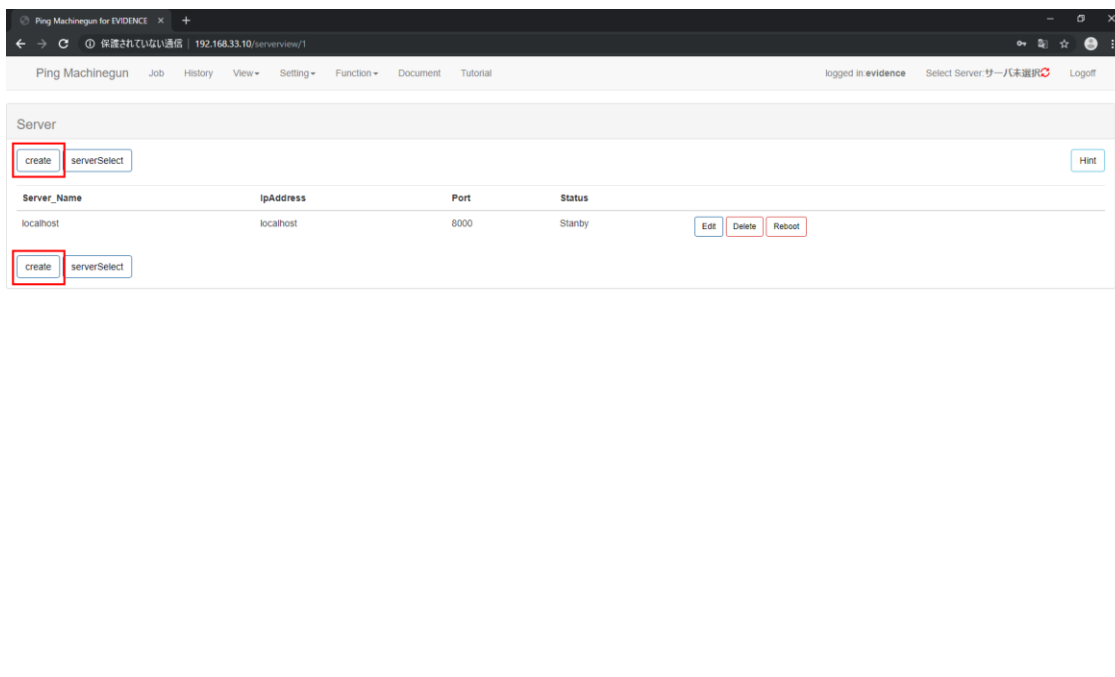 Ping Machinegun for EVIDENCE
保護されていない通信 | 192.168.33.10/serverview/1
Ping Machinegun Job History View Setting Function Document Tutorial logged in:evidence Select Server:サーバ未選択 Logoff
Server
create serverSelect Hint
Server_Name IpAddress Port Status
localhost localhost 8000 Stanby Edit Delete Reboot
create serverSelect